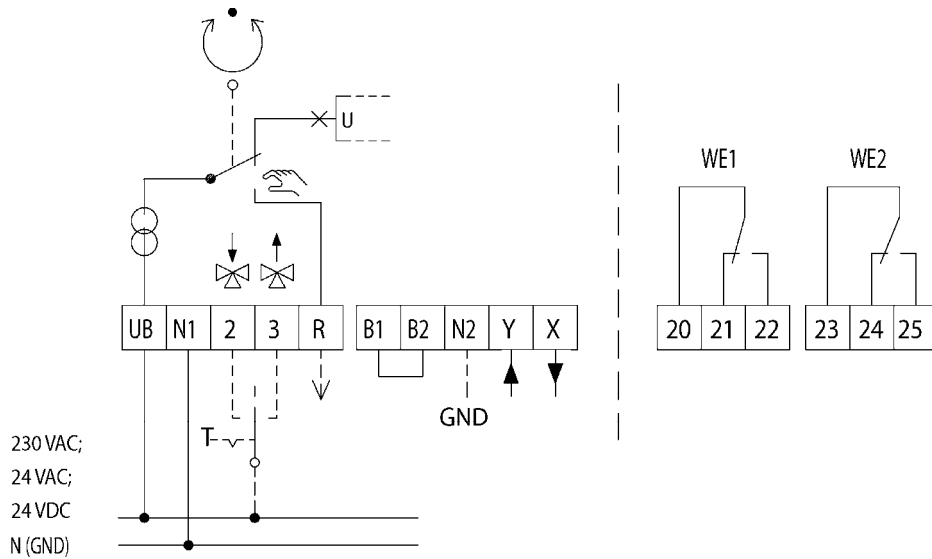 U
WE1 WE2
UB N1 2 3 R B1 B2 N2 Y X 20 21 22 23 24 25
GND
T
230 VAC;
24 VAC;
24 VDC
N (GND)